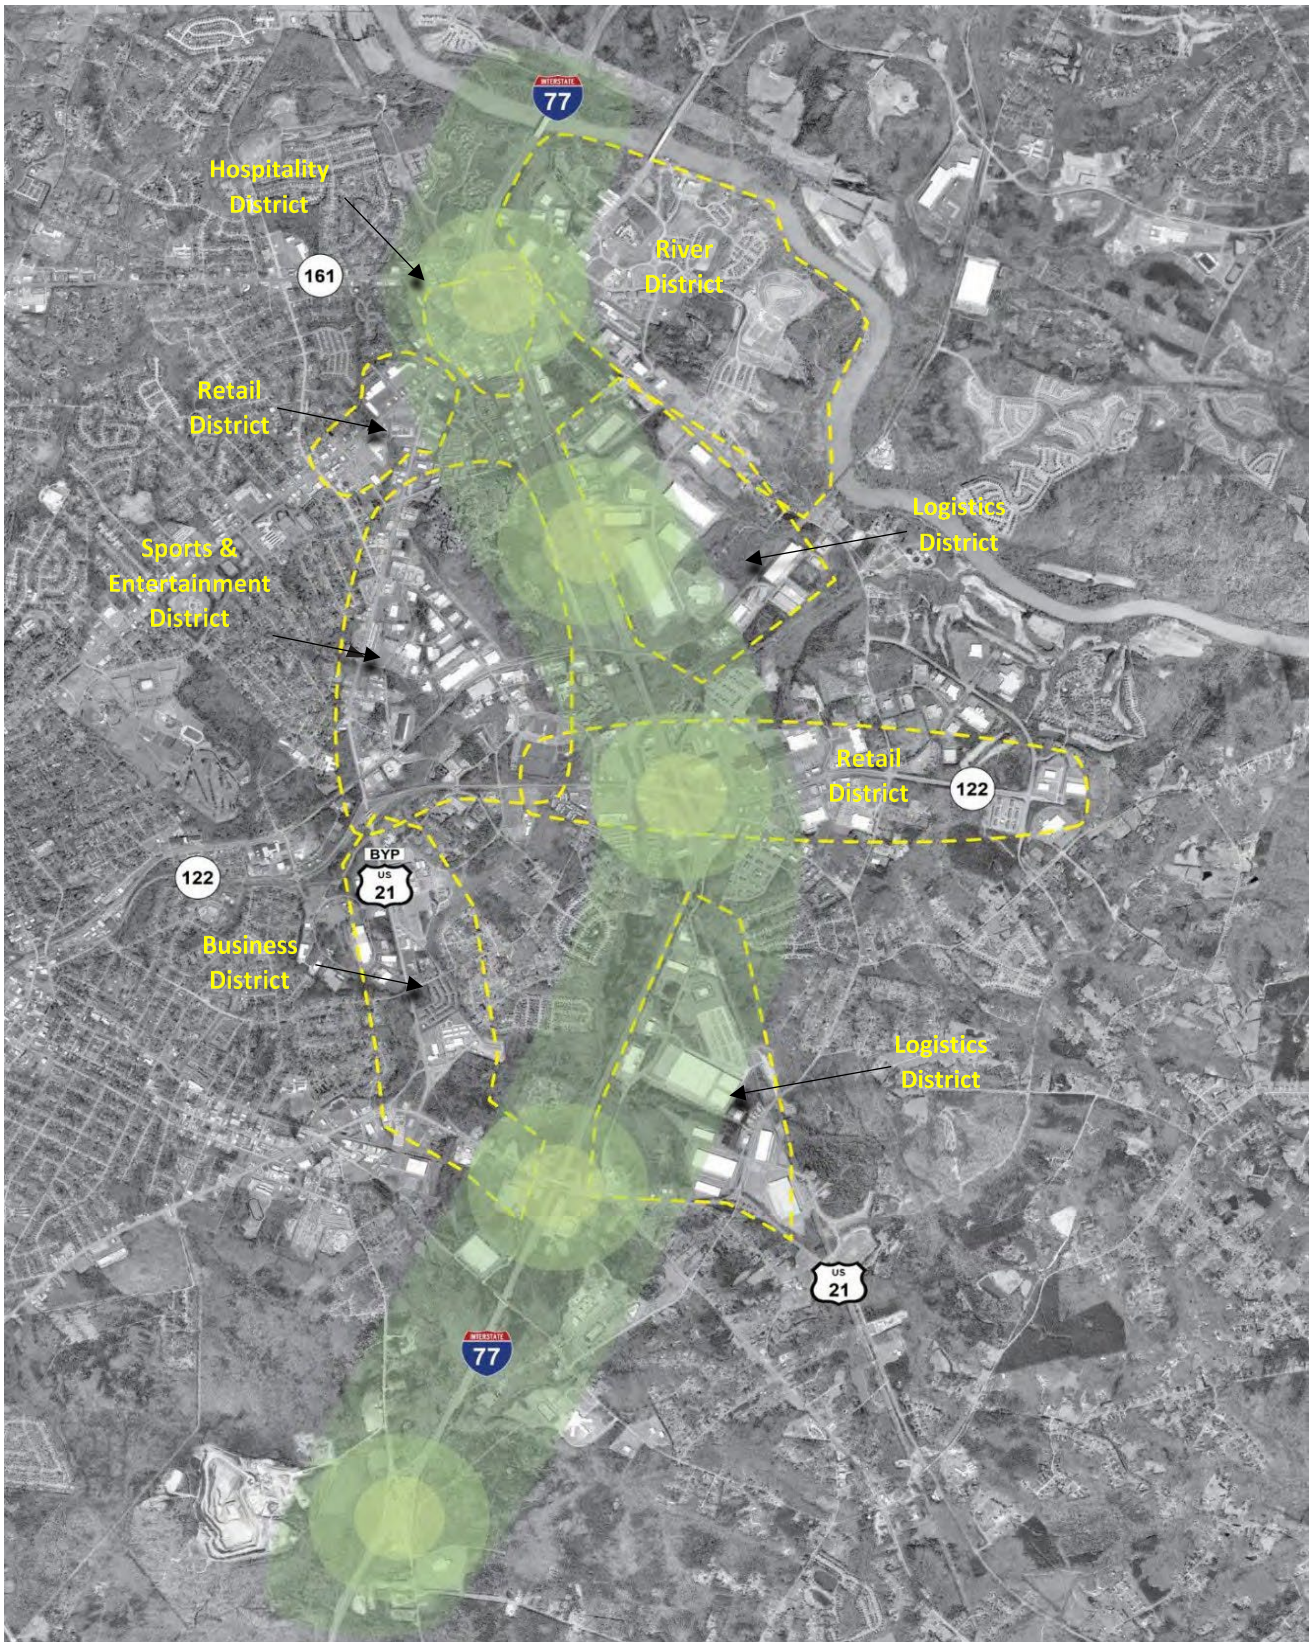 INTERSTATE
77
Hospitality
District
River
District
161
Retail
District
Logistics
District
Sports &
Entertainment
District
Retail
District
122
BYP
US
21
122
Business
District
Logistics
District
US
21
INTERSTATE
77